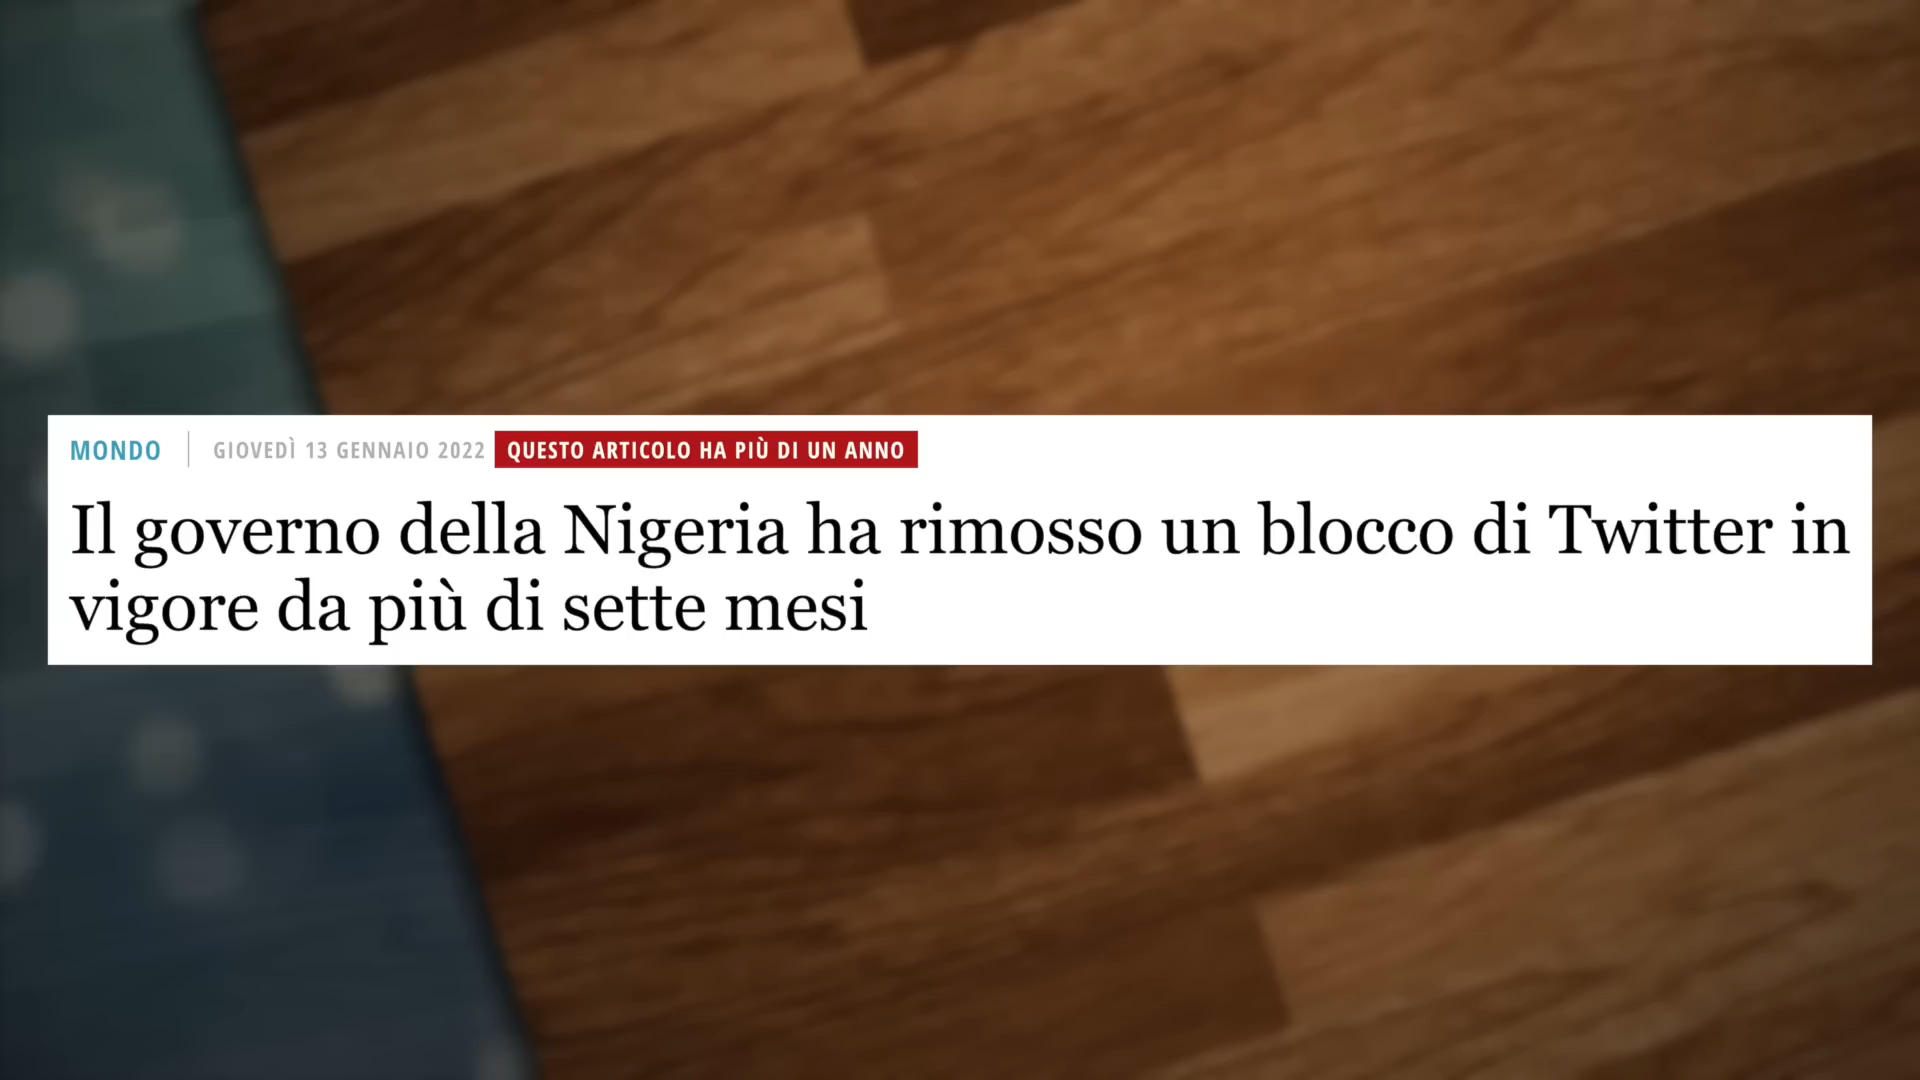 MONDO | GIOVEDÌ 13 GENNAIO 2022 QUESTO ARTICOLO HA PIÙ DI UN ANNO
Il governo della Nigeria ha rimosso un blocco di Twitter in
vigore da più di sette mesi